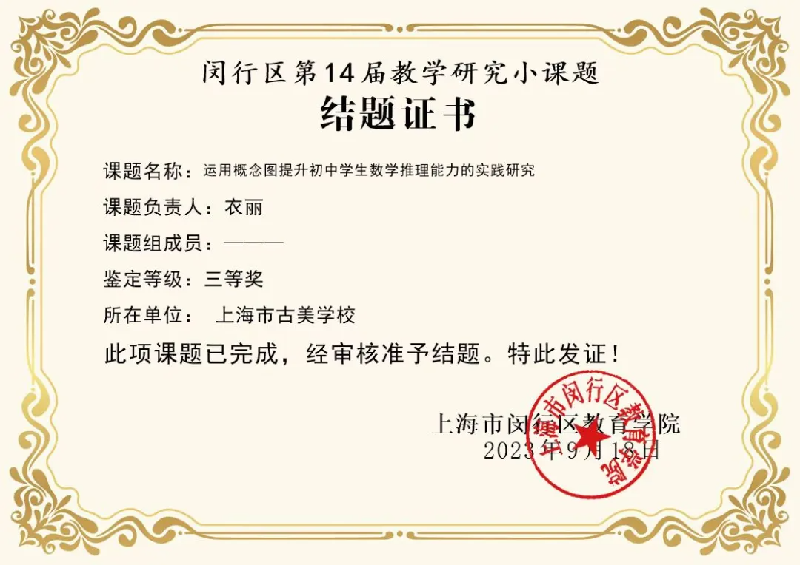 闵行区第14届教学研究小课题
结题证书
课题名称：运用概念图提升初中学生数学推理能力的实践研究
课题负责人：衣丽
课题组成员：———
鉴定等级：三等奖
所在单位： 上海市古美学校
此项课题已完成，经审核准予结题。特此发证！
上海市闵行区教育学院
2023年9月18日
上海市闵行区教育学院